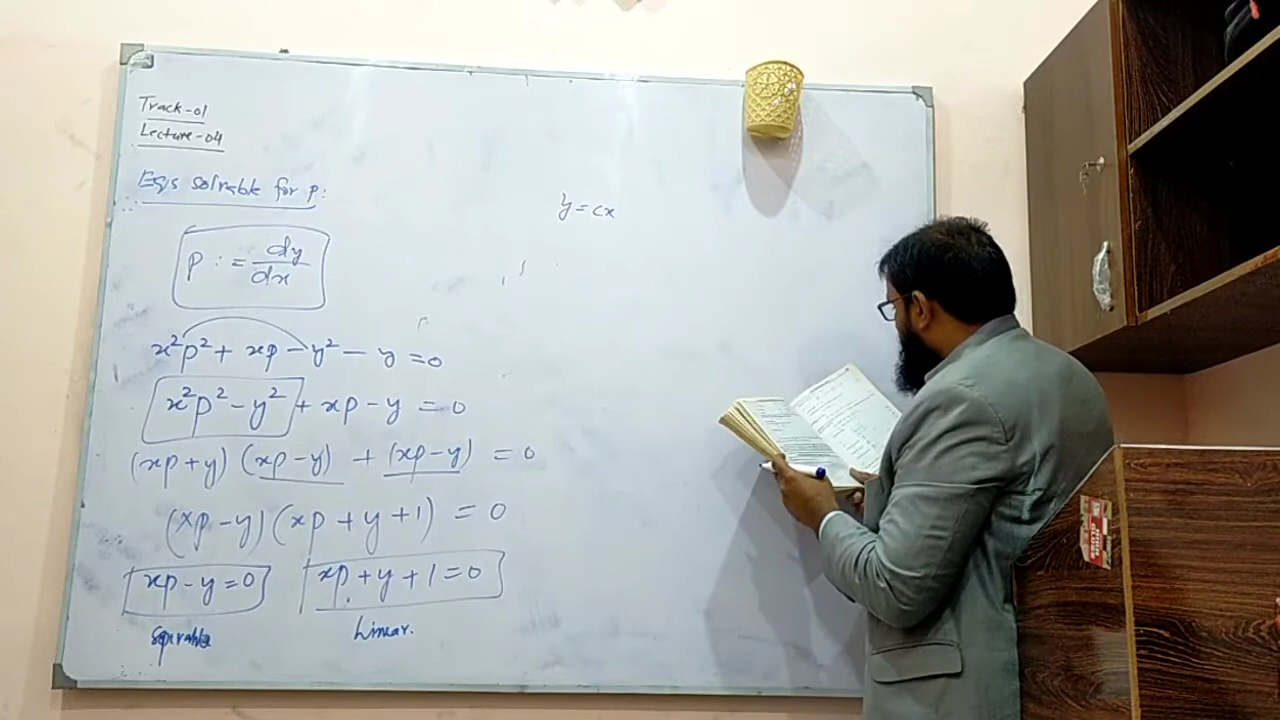 Track-01
Lecture-04
Eqs solvable for p:
p := dy/dx
x²p² + xp - y² - y = 0
x²p² - y² + xp - y = 0
(xp + y) (xp - y) + (xp - y) = 0
(xp - y) (xp + y + 1) = 0
xp - y = 0 xp + y + 1 = 0
Linear.
y = cx